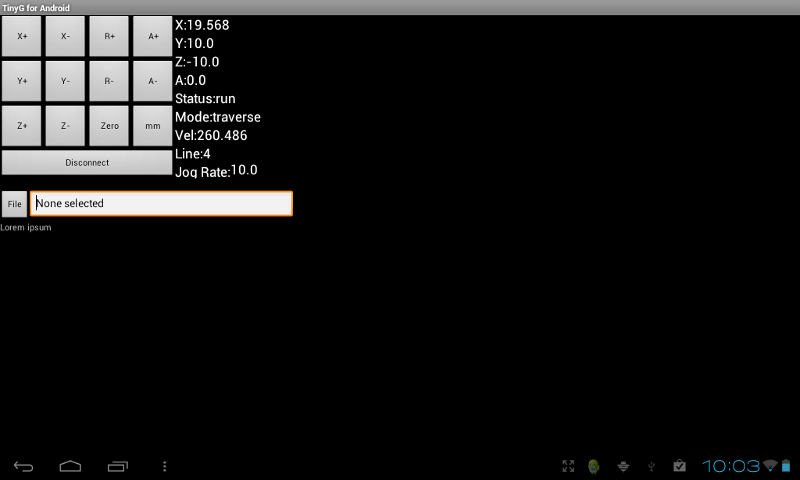 TinyG for Android
X+ X- R+ A+
Y+ Y- R- A-
Z+ Z- Zero mm
Disconnect
X:19.568
Y:10.0
Z:-10.0
A:0.0
Status:run
Mode:traverse
Vel:260.486
Line:4
Jog Rate:10.0
File None selected
Lorem ipsum
10:03